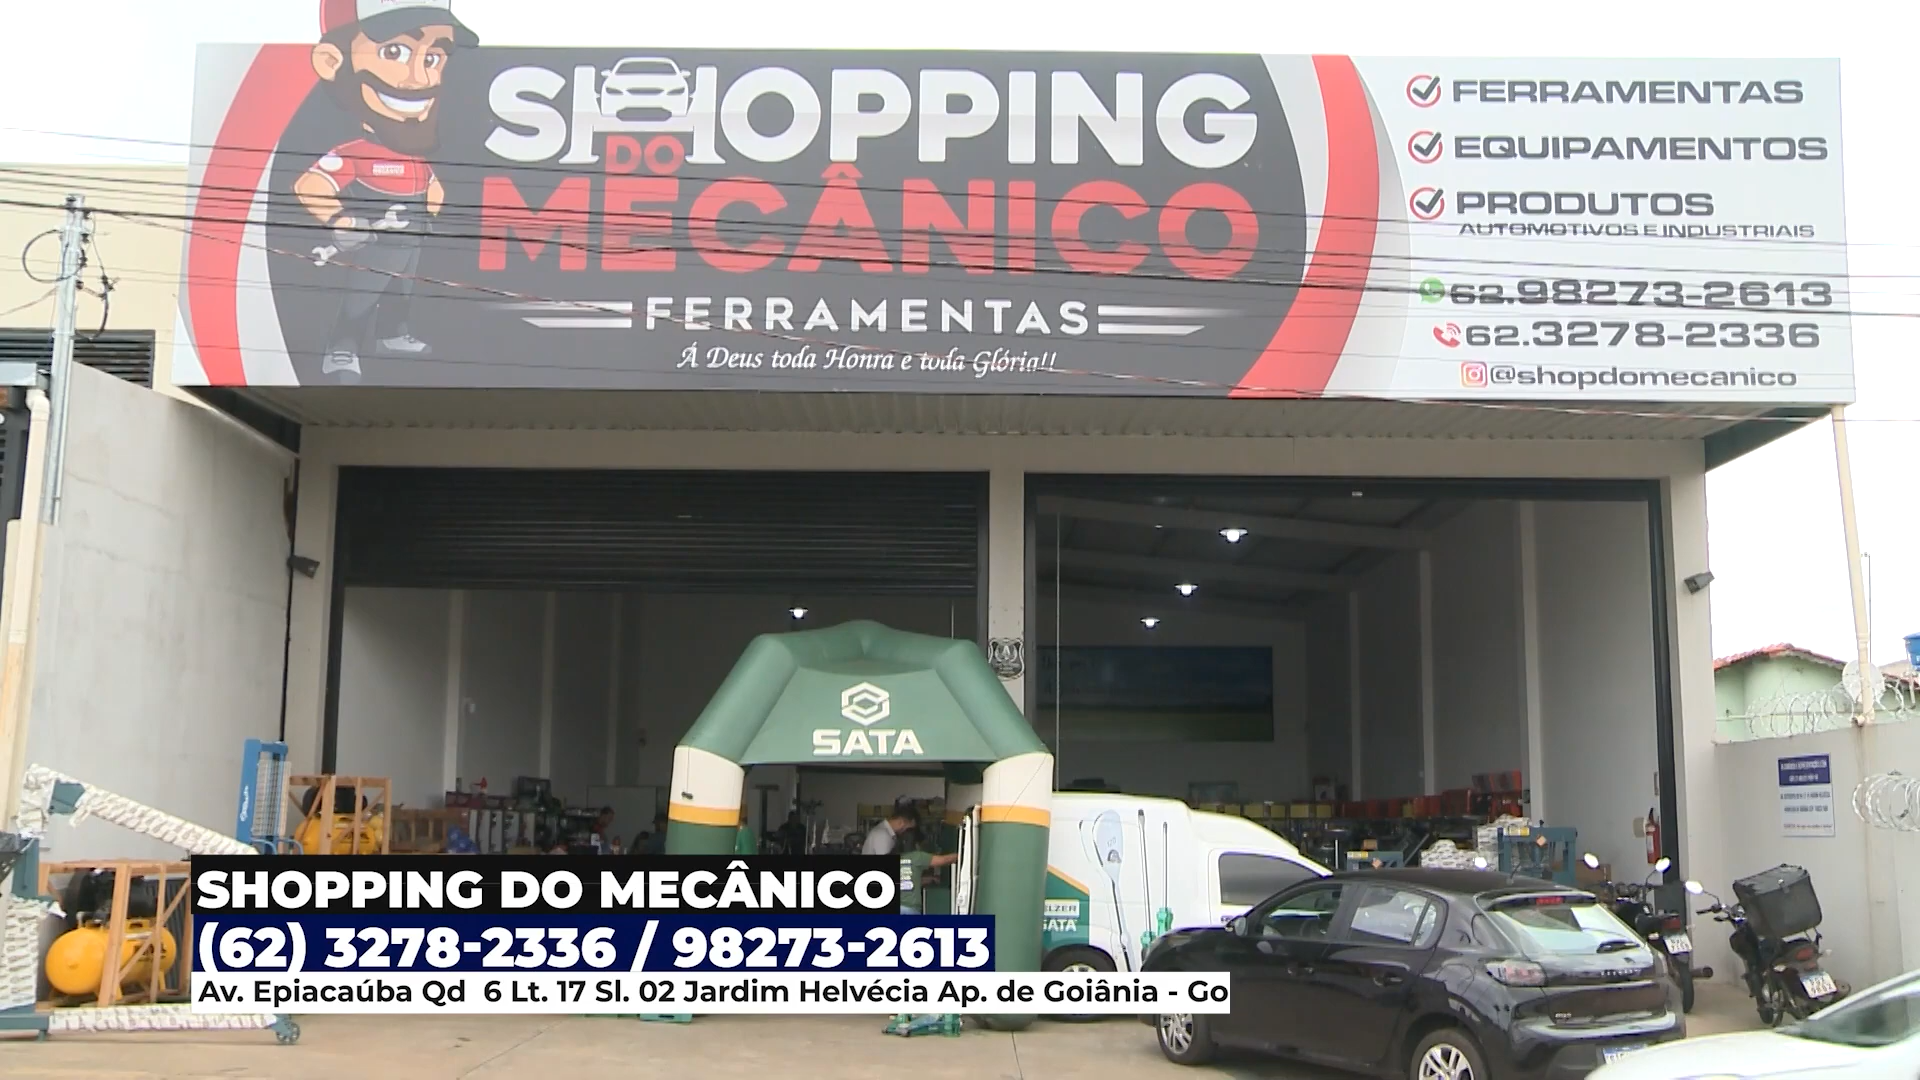 SHOPPING
DO
MECÂNICO
FERRAMENTAS
Á Deus toda Honra e toda Glória!!
FERRAMENTAS
EQUIPAMENTOS
PRODUTOS
AUTOMOTIVOS E INDUSTRIAIS
62.98273-2613
62.3278-2336
@shopdomecanico
SATA
ELZER
SATA
SHOPPING DO MECÂNICO
(62) 3278-2336 / 98273-2613
Av. Epiacaúba Qd 6 Lt. 17 Sl. 02 Jardim Helvécia Ap. de Goiânia - Go